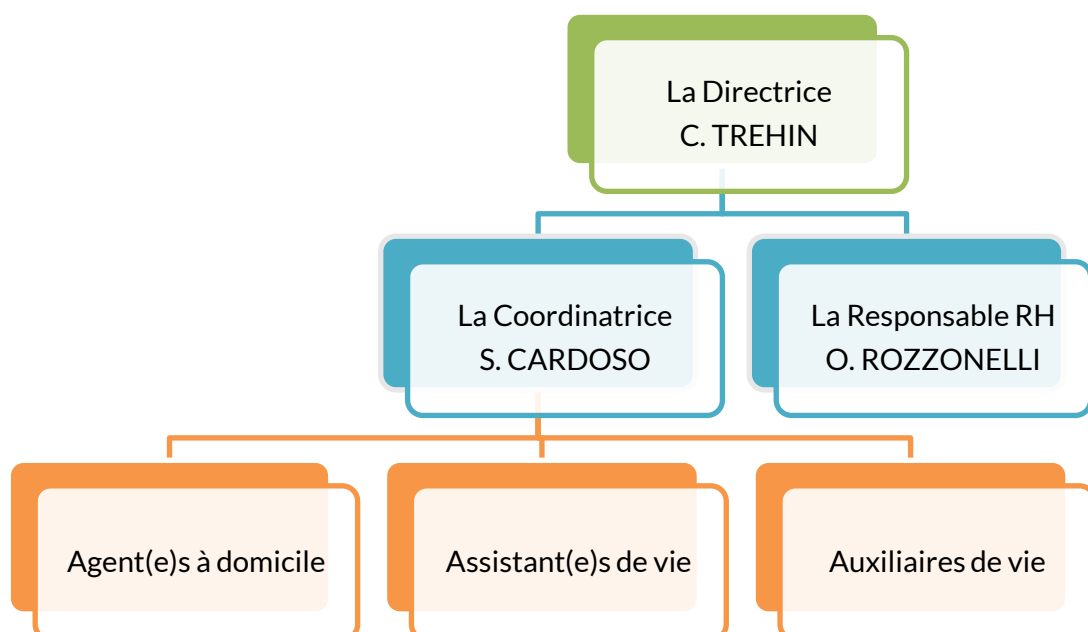 La Directrice
C. TREHIN
La Coordinatrice
S. CARDOSO
La Responsable RH
O. ROZZONELLI
Agent(e)s à domicile
Assistant(e)s de vie
Auxiliaires de vie